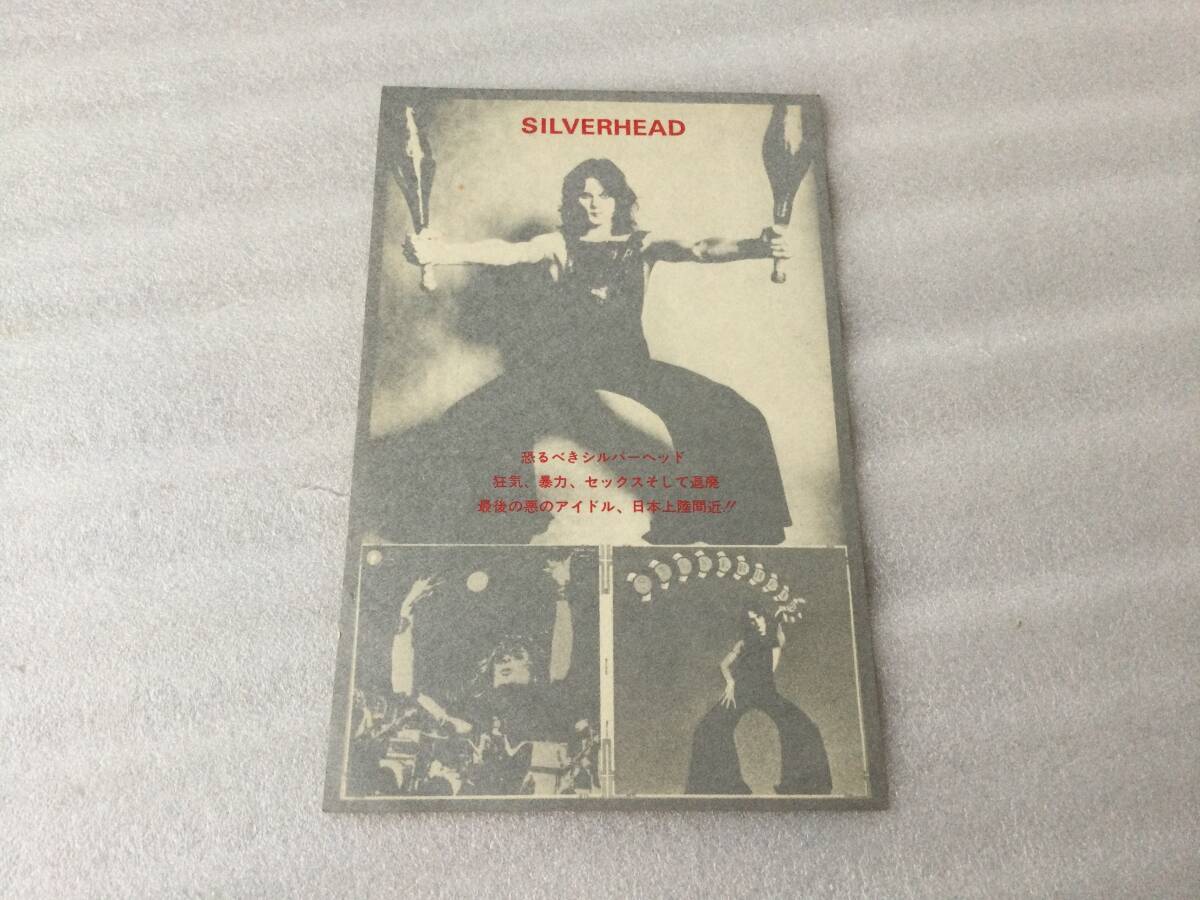 SILVERHEAD
恐るべきシルバーヘッド
狂気、暴力、セックスそして退廃
最後の悪のアイドル、日本上陸間近!!